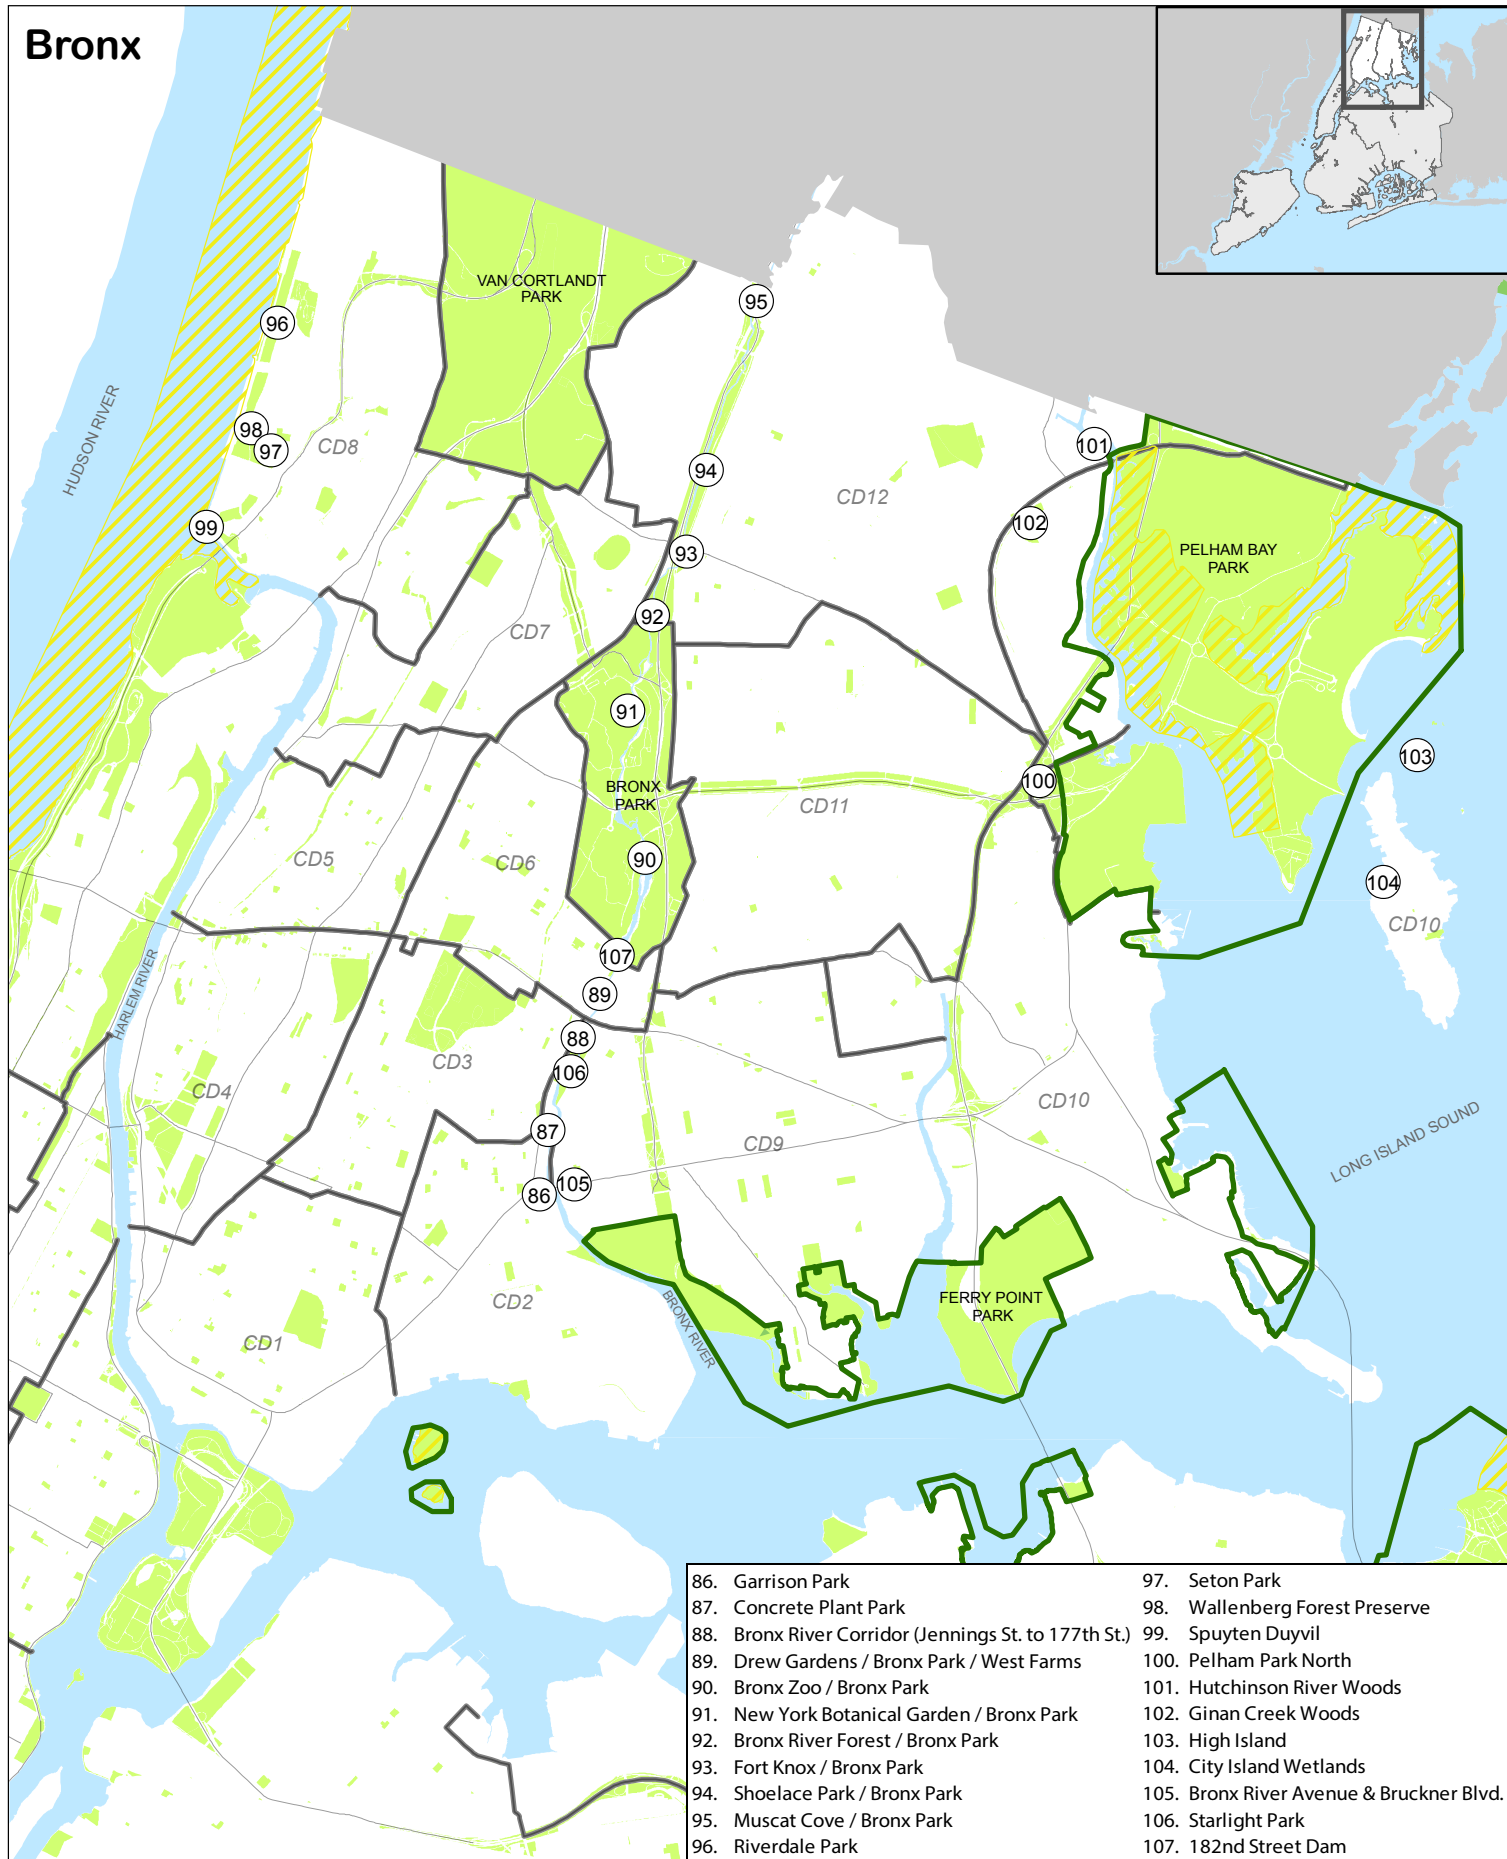 Bronx
VAN CORTLANDT
PARK
95
96
HUDSON RIVER
98
97
CD8
101
94
CD12
102
99
93
PELHAM BAY
PARK
92
CD7
91
103
100
BRONX
PARK
CD11
CD5
CD6
90
104
CD10
107
HARLEM RIVER
89
88
CD3
106
CD4
CD10
87
CD9
LONG ISLAND SOUND
105
86
CD2
BRONX RIVER
FERRY POINT
PARK
CD1
86. Garrison Park
87. Concrete Plant Park
88. Bronx River Corridor (Jennings St. to 177th St.)
89. Drew Gardens / Bronx Park / West Farms
90. Bronx Zoo / Bronx Park
91. New York Botanical Garden / Bronx Park
92. Bronx River Forest / Bronx Park
93. Fort Knox / Bronx Park
94. Shoelace Park / Bronx Park
95. Muscat Cove / Bronx Park
96. Riverdale Park
97. Seton Park
98. Wallenberg Forest Preserve
99. Spuyten Duyvil
100. Pelham Park North
101. Hutchinson River Woods
102. Ginan Creek Woods
103. High Island
104. City Island Wetlands
105. Bronx River Avenue & Bruckner Blvd.
106. Starlight Park
107. 182nd Street Dam